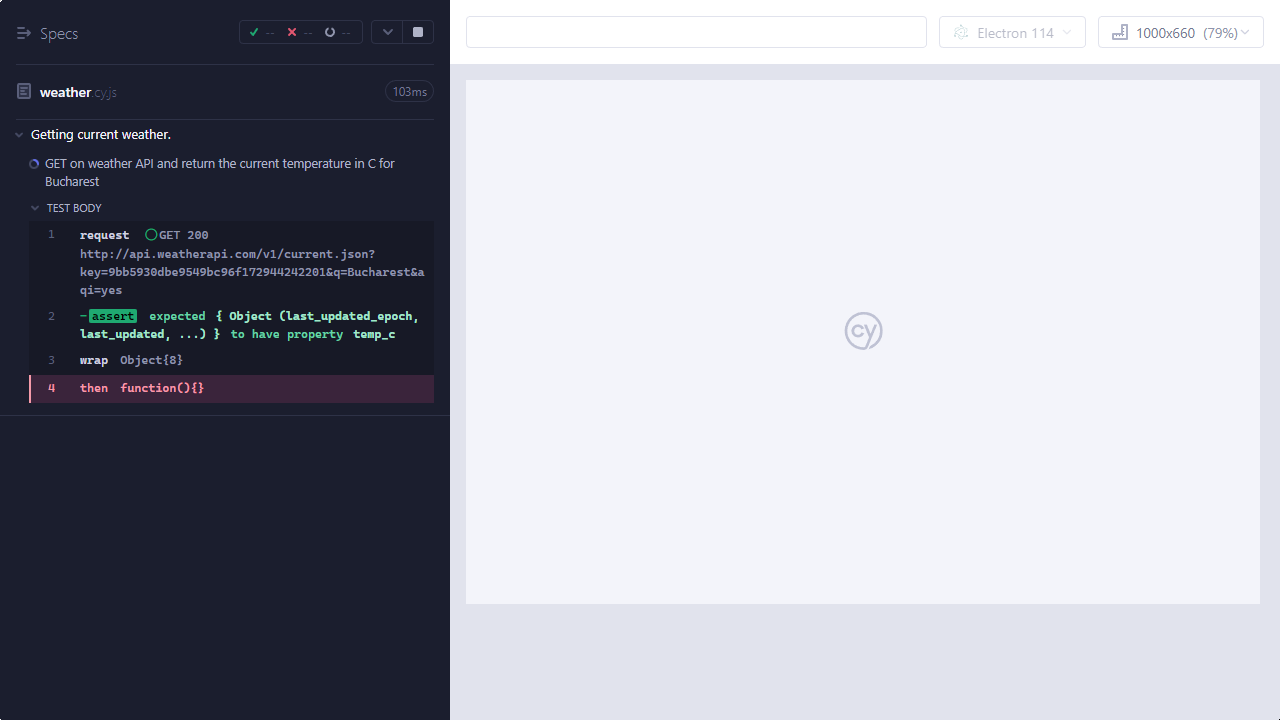 Specs
--
--
--
Electron 114
1000x660 (79%)
weather.cy.js
103ms
Getting current weather.
GET on weather API and return the current temperature in C for
Bucharest
TEST BODY
1 request GET 200
http://api.weatherapi.com/v1/current.json?
key=9bb5930dbe9549bc96f172944242201&q=Bucharest&a
qi=yes
2 -assert expected { Object (last_updated_epoch,
last_updated, ...) } to have property temp_c
3 wrap Object{8}
4 then function(){}
cy